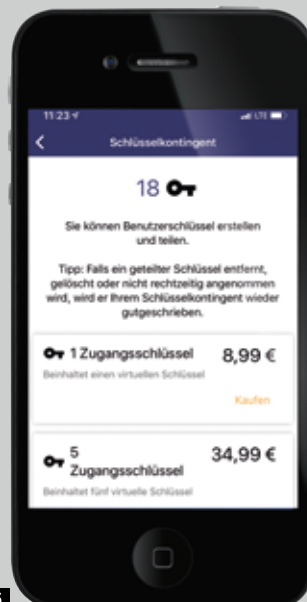 11:23
LTE
Schlüsselkontingent
18
Sie können Benutzerschlüssel erstellen
und teilen.
Tipp: Falls ein geteilter Schlüssel entfernt,
gelöscht oder nicht rechtzeitig angenommen
wird, wird er Ihrem Schlüsselkontingent wieder
gutgeschrieben.
1 Zugangsschlüssel 8,99 €
Beinhaltet einen virtuellen Schlüssel
Kaufen
5
Zugangsschlüssel 34,99 €
Beinhaltet fünf virtuelle Schlüssel